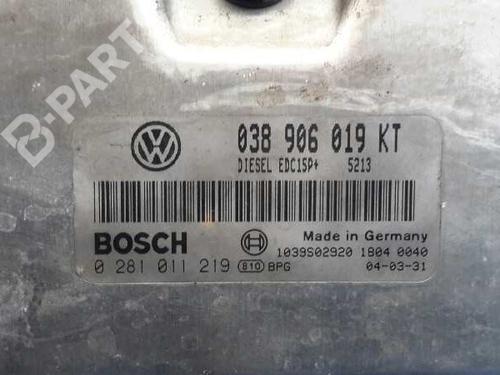 B-PARTS
038 906 019 KT
DIESEL EDC15P+ 5213
BOSCH
Made in Germany
1039S02920 1804 0040
0 281 011 219 810 BPG 04-03-31